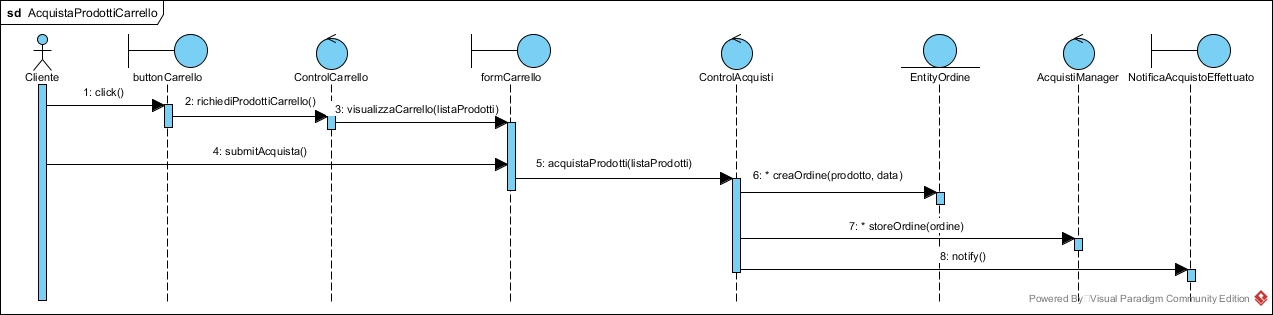 sd AcquistaProdottiCarrello
Cliente
buttonCarrello
ControlCarrello
formCarrello
ControlAcquisti
EntityOrdine
AcquistiManager
NotificaAcquistoEffettuato
1: click()
2: richiediProdottiCarrello()
3: visualizzaCarrello(listaProdotti)
4: submitAcquista()
5: acquistaProdotti(listaProdotti)
6: * creaOrdine(prodotto, data)
7: * storeOrdine(ordine)
8: notify()
Powered By Visual Paradigm Community Edition